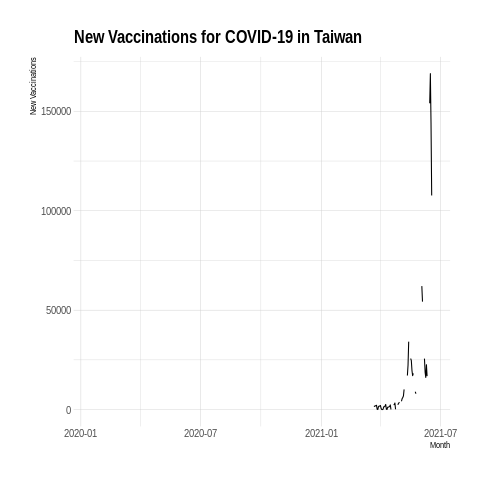 New Vaccinations for COVID-19 in Taiwan
New Vaccinations
150000
100000
50000
0
2020-01 2020-07 2021-01 2021-07
Month